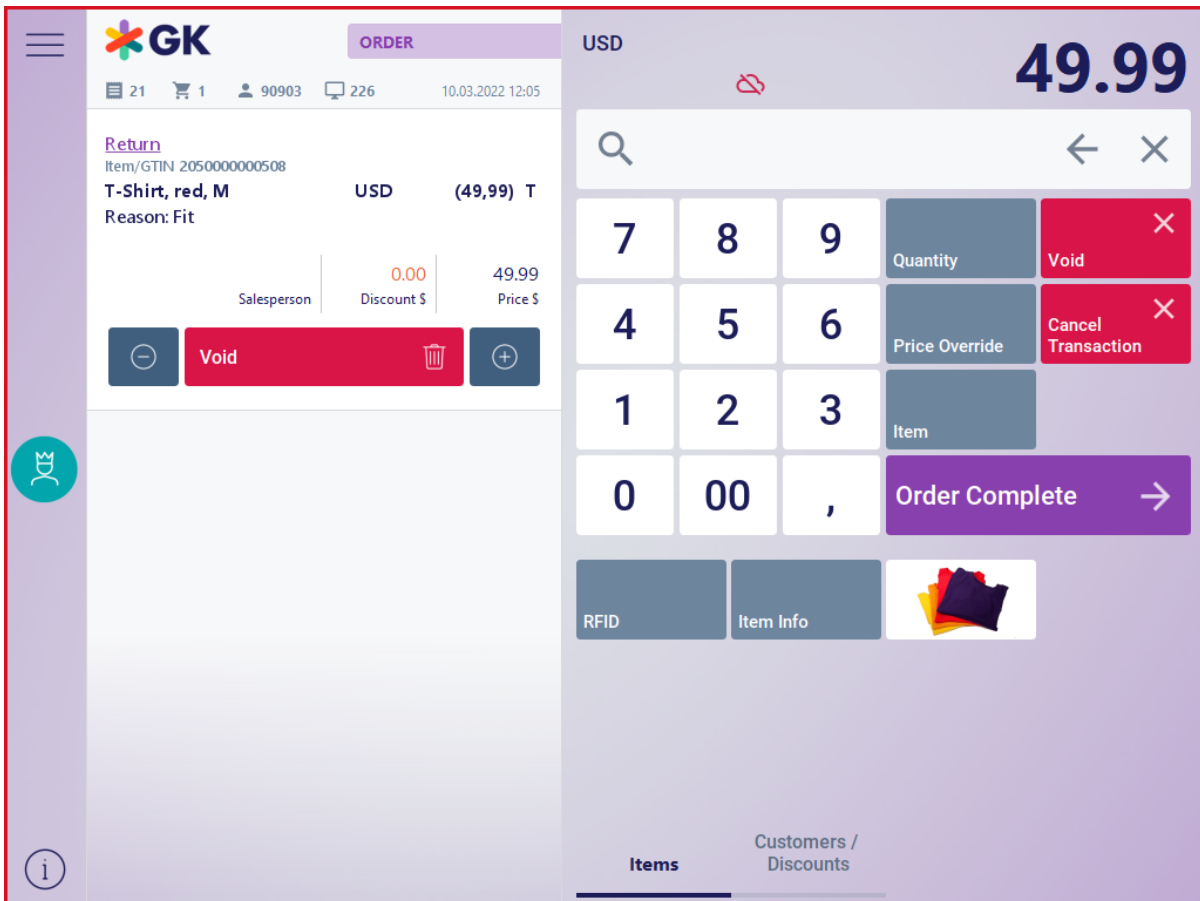 GK
ORDER
21 1 90903 226 10.03.2022 12:05
Return
Item/GTIN 2050000000508
T-Shirt, red, M USD (49,99) T
Reason: Fit
0.00 49.99
Salesperson Discount $ Price $
Void
USD
49.99
7 8 9 Quantity Void
4 5 6 Price Override Cancel
Transaction
1 2 3 Item
0 00 , Order Complete
RFID Item Info
Items Customers /
Discounts
i